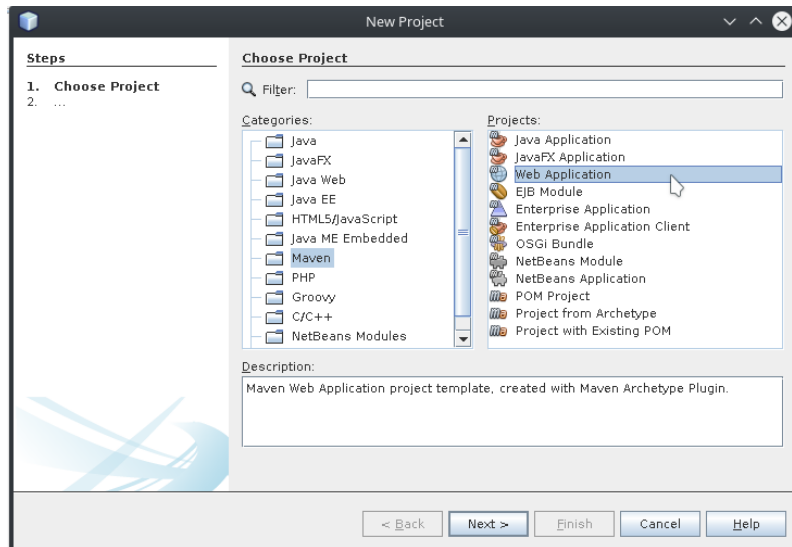 New Project
Steps
1. Choose Project
2. ...
Choose Project
Filter:
Categories:
Java
JavaFX
Java Web
Java EE
HTML5/JavaScript
Java ME Embedded
Maven
PHP
Groovy
C/C++
NetBeans Modules
Projects:
Java Application
JavaFX Application
Web Application
EJB Module
Enterprise Application
Enterprise Application Client
OSGi Bundle
NetBeans Module
NetBeans Application
POM Project
Project from Archetype
Project with Existing POM
Description:
Maven Web Application project template, created with Maven Archetype Plugin.
< Back
Next >
Finish
Cancel
Help